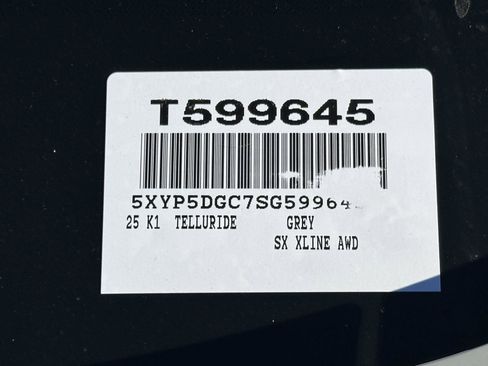 T599645
5XYP5DGC7SG59964
25 K1 TELLURIDE GREY
SX XLINE AWD